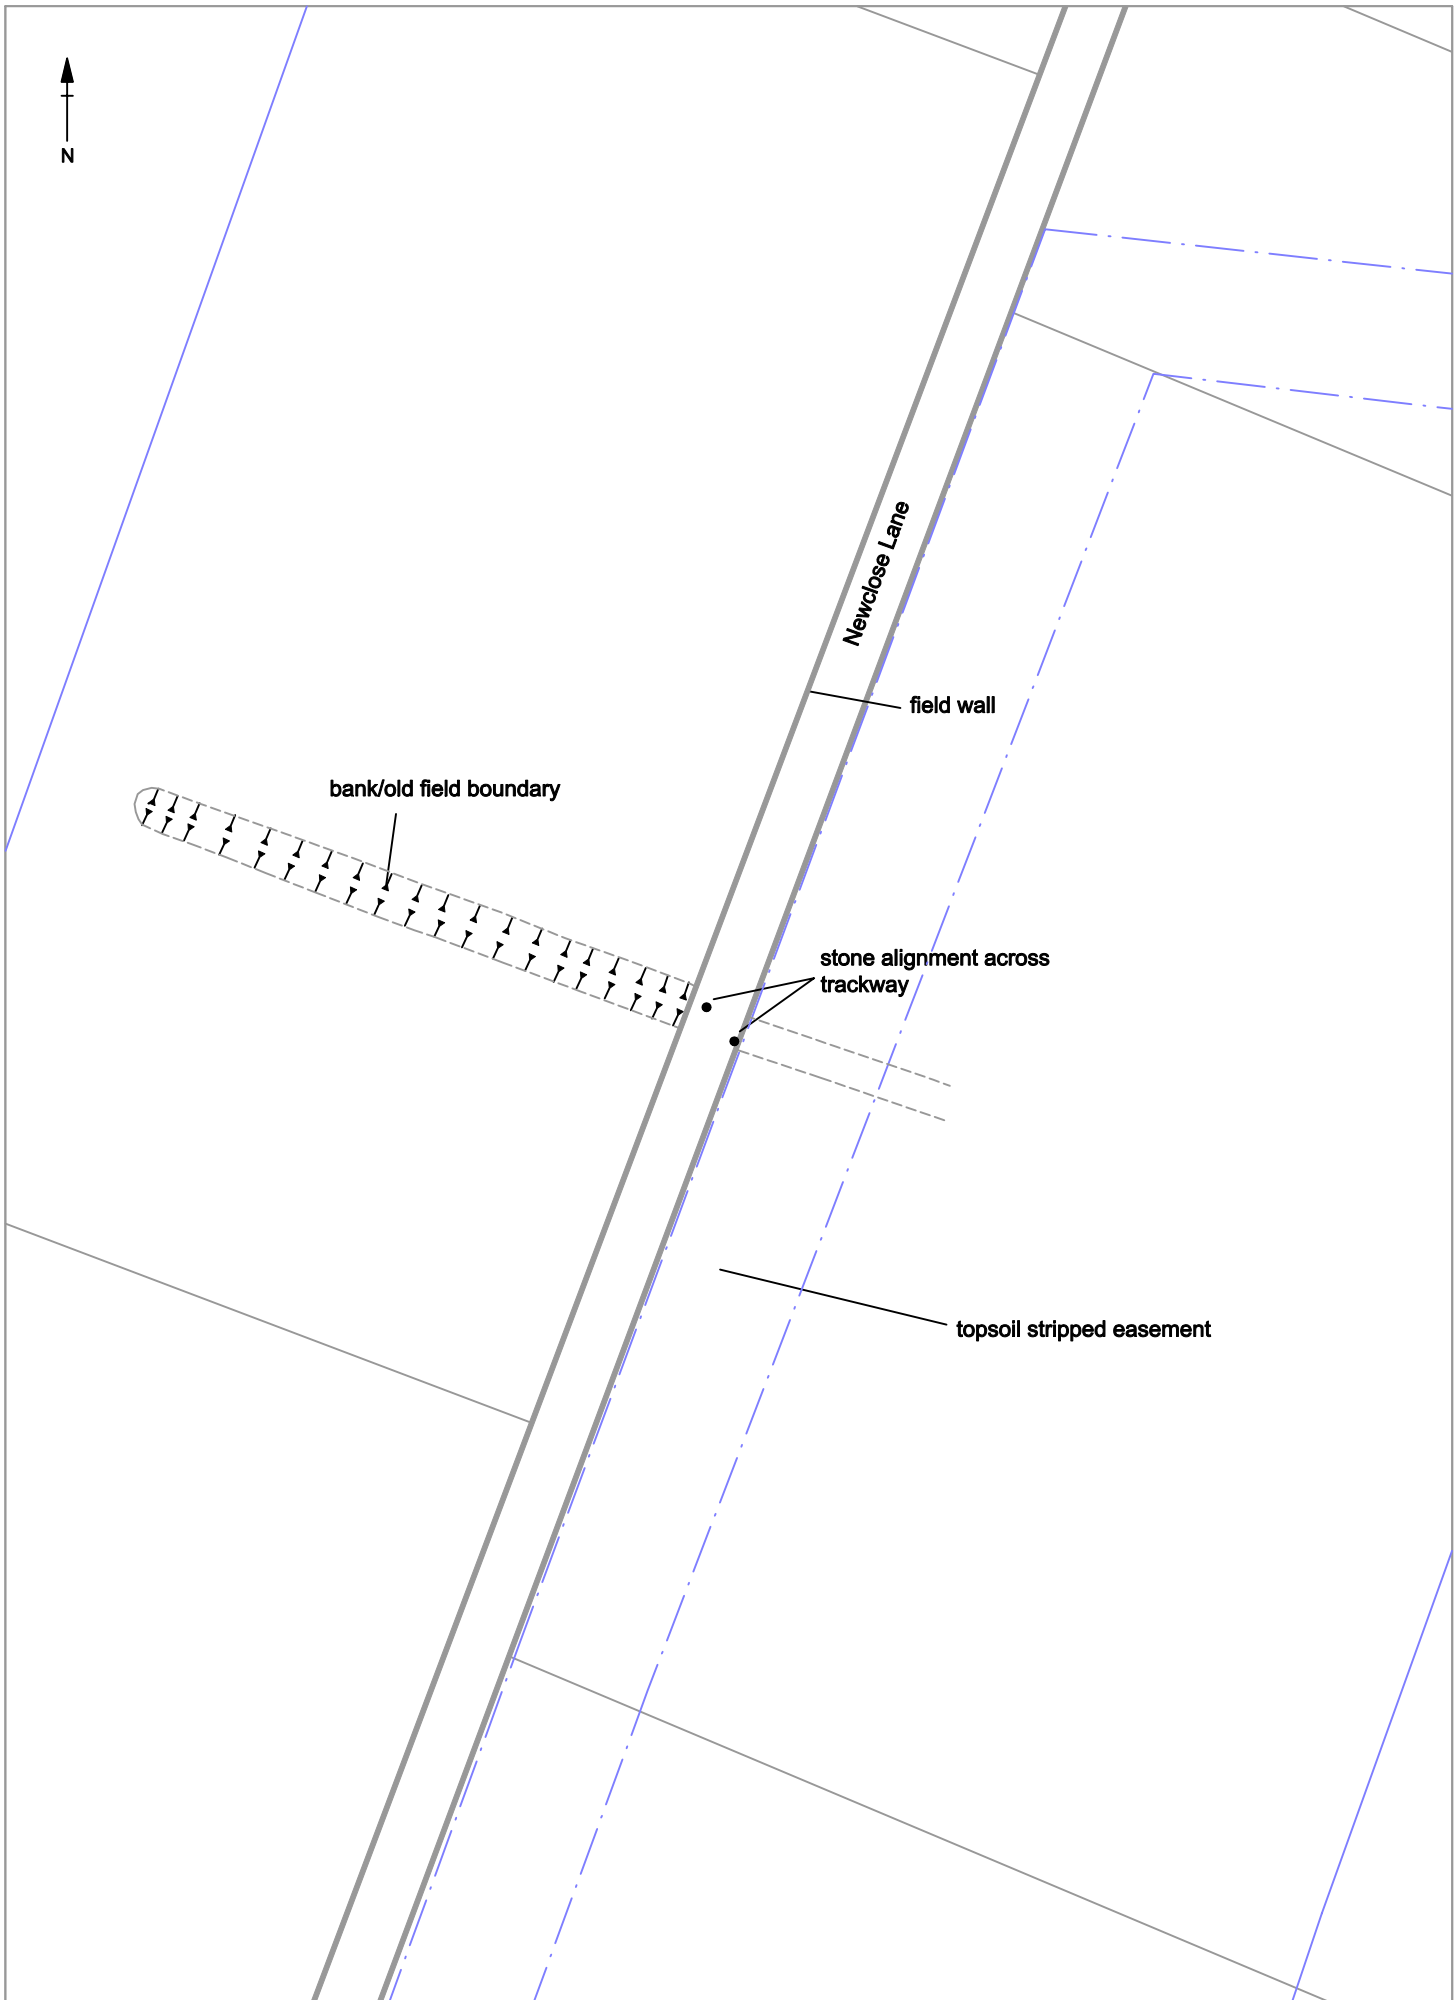 N
Newclose Lane
field wall
bank/old field boundary
stone alignment across
trackway
topsoil stripped easement